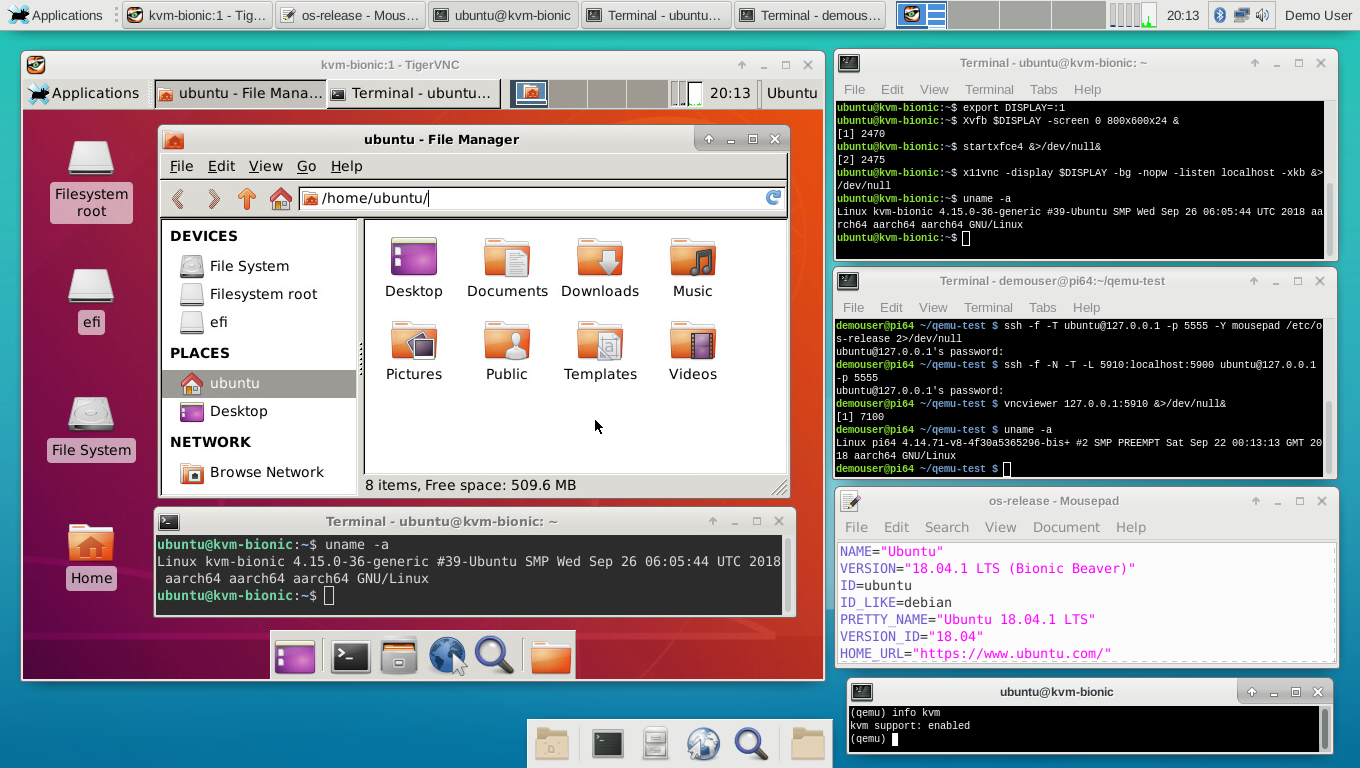 Applications
kvm-bionic:1 - Tig…
os-release - Mous…
ubuntu@kvm-bionic
Terminal - ubuntu…
Terminal - demous…
20:13
Demo User
kvm-bionic:1 - TigerVNC
Applications
ubuntu - File Mana…
Terminal - ubuntu…
20:13
Ubuntu
Filesystem
root
efi
File System
Home
ubuntu - File Manager
File Edit View Go Help
/home/ubuntu/
DEVICES
File System
Filesystem root
efi
PLACES
ubuntu
Desktop
NETWORK
Browse Network
Desktop Documents Downloads Music
Pictures Public Templates Videos
8 items, Free space: 509.6 MB
Terminal - ubuntu@kvm-bionic: ~
ubuntu@kvm-bionic:~$ uname -a
Linux kvm-bionic 4.15.0-36-generic #39-Ubuntu SMP Wed Sep 26 06:05:44 UTC 2018
aarch64 aarch64 aarch64 GNU/Linux
ubuntu@kvm-bionic:~$
Terminal - ubuntu@kvm-bionic: ~
File Edit View Terminal Tabs Help
ubuntu@kvm-bionic:~$ export DISPLAY=:1
ubuntu@kvm-bionic:~$ Xvfb $DISPLAY -screen 0 800x600x24 &
[1] 2470
ubuntu@kvm-bionic:~$ startxfce4 &>/dev/null&
[2] 2475
ubuntu@kvm-bionic:~$ x11vnc -display $DISPLAY -bg -nopw -listen localhost -xkb &>
/dev/null
ubuntu@kvm-bionic:~$ uname -a
Linux kvm-bionic 4.15.0-36-generic #39-Ubuntu SMP Wed Sep 26 06:05:44 UTC 2018 aa
rch64 aarch64 aarch64 GNU/Linux
ubuntu@kvm-bionic:~$
Terminal - demouser@pi64:~/qemu-test
File Edit View Terminal Tabs Help
demouser@pi64 ~/qemu-test $ ssh -f -T ubuntu@127.0.0.1 -p 5555 -Y mousepad /etc/o
s-release 2>/dev/null
ubuntu@127.0.0.1's password:
demouser@pi64 ~/qemu-test $ ssh -f -N -T -L 5910:localhost:5900 ubuntu@127.0.0.1
-p 5555
ubuntu@127.0.0.1's password:
demouser@pi64 ~/qemu-test $ vncviewer 127.0.0.1:5910 &>/dev/null&
[1] 7100
demouser@pi64 ~/qemu-test $ uname -a
Linux pi64 4.14.71-v8-4f30a5365296-bis+ #2 SMP PREEMPT Sat Sep 22 00:13:13 GMT 20
18 aarch64 GNU/Linux
demouser@pi64 ~/qemu-test $
os-release - Mousepad
File Edit Search View Document Help
NAME="Ubuntu"
VERSION="18.04.1 LTS (Bionic Beaver)"
ID=ubuntu
ID_LIKE=debian
PRETTY_NAME="Ubuntu 18.04.1 LTS"
VERSION_ID="18.04"
HOME_URL="https://www.ubuntu.com/"
ubuntu@kvm-bionic
(qemu) info kvm
kvm support: enabled
(qemu)